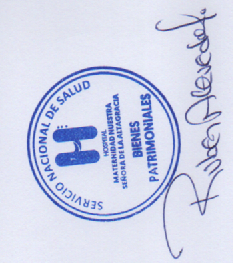 SERVICIO NACIONAL DE SALUD
H
HOSPITAL
MATERNIDAD NUESTRA
SEÑORA DE LA ALTAGRACIA
BIENES
PATRIMONIALES